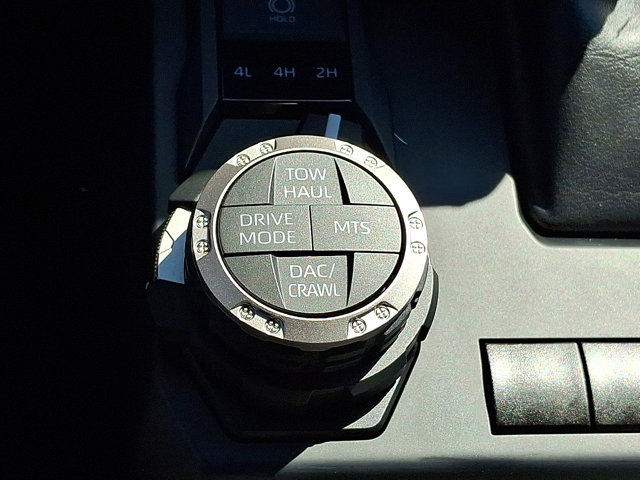 HOLD
4L 4H 2H
TOW
HAUL
DRIVE
MODE
MTS
DAC/
CRAWL